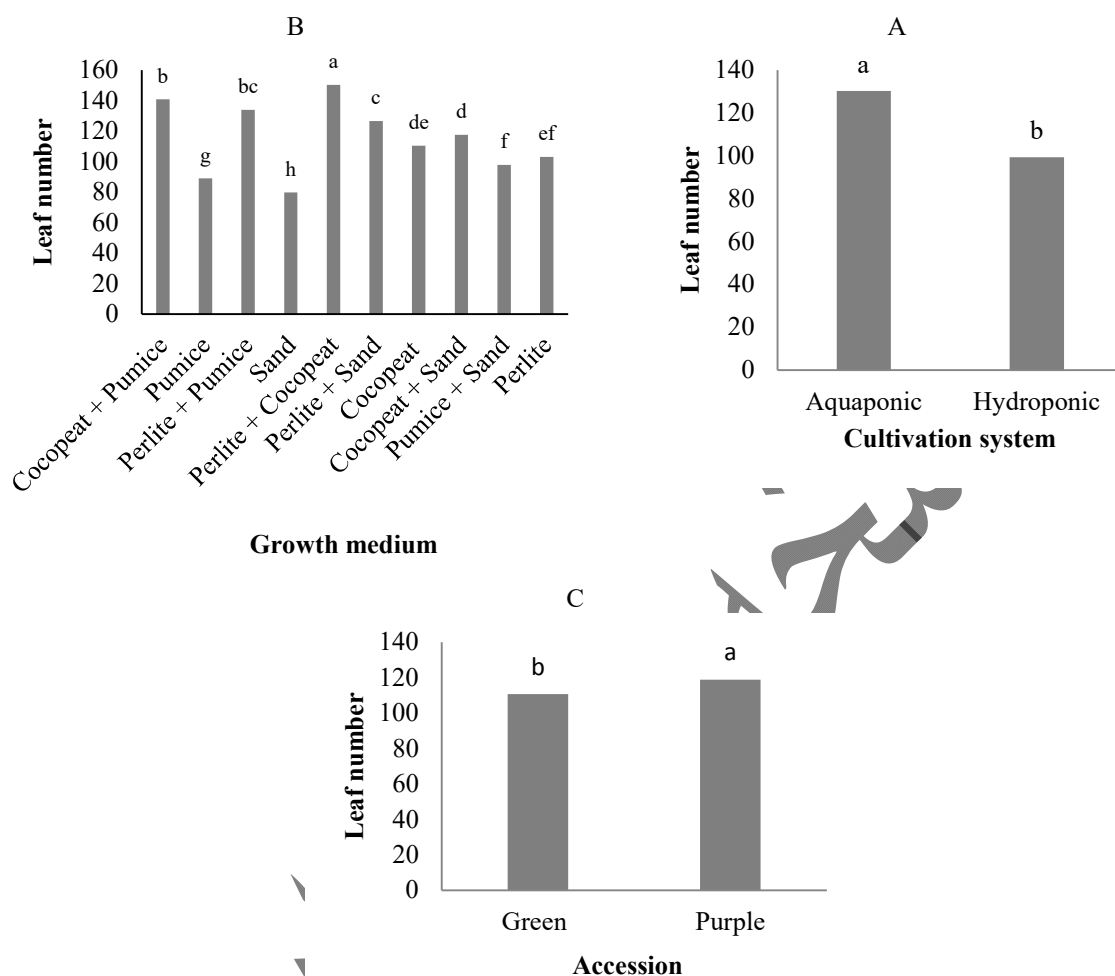 B
Leaf number
160
140
120
100
80
60
40
20
0
b
g
bc
h
a
c
de
d
f
ef
Cocopeat + Pumice
Pumice
Perlite + Pumice
Sand
Perlite + Cocopeat
Perlite + Sand
Cocopeat
Cocopeat + Sand
Pumice + Sand
Perlite
Growth medium
A
Leaf number
140
120
100
80
60
40
20
0
a
b
Aquaponic
Hydroponic
Cultivation system
C
Leaf number
140
120
100
80
60
40
20
0
b
a
Green
Purple
Accession